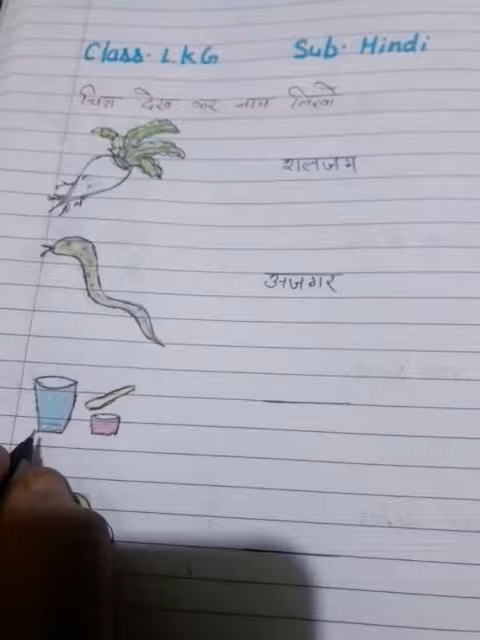 Class- L.K.G Sub- Hindi
चित्र देख कर नाम लिखो
शलजम
अजगर